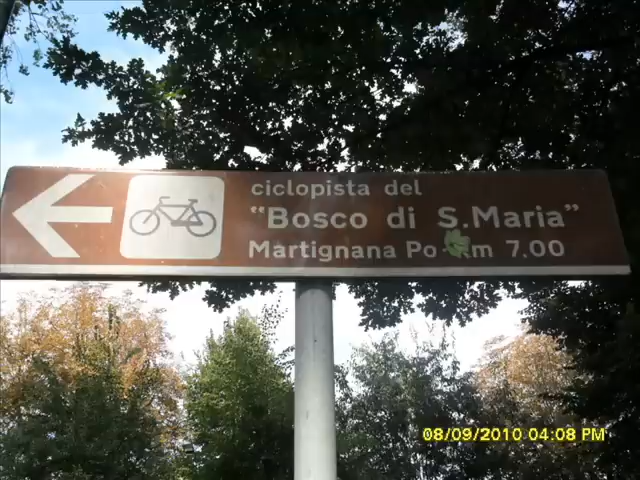 ciclopista del
"Bosco di S.Maria"
Martignana Po - km 7.00
08/09/2010 04:08 PM